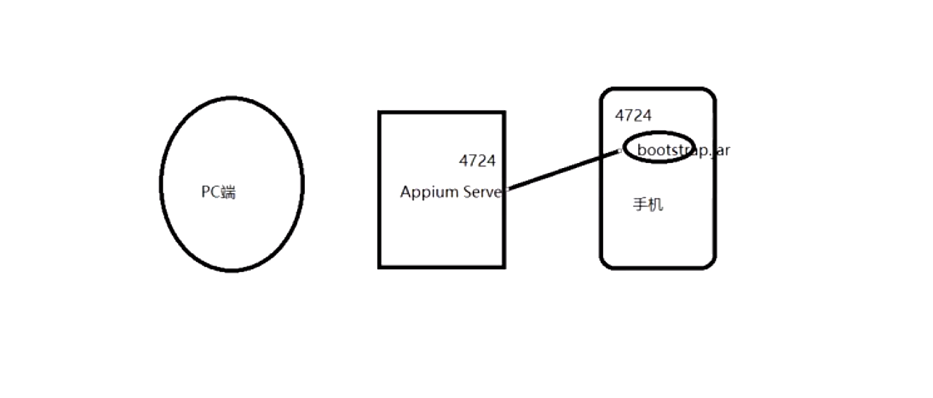 PC端
4724
Appium Serve
4724
bootstrap.jar
手机